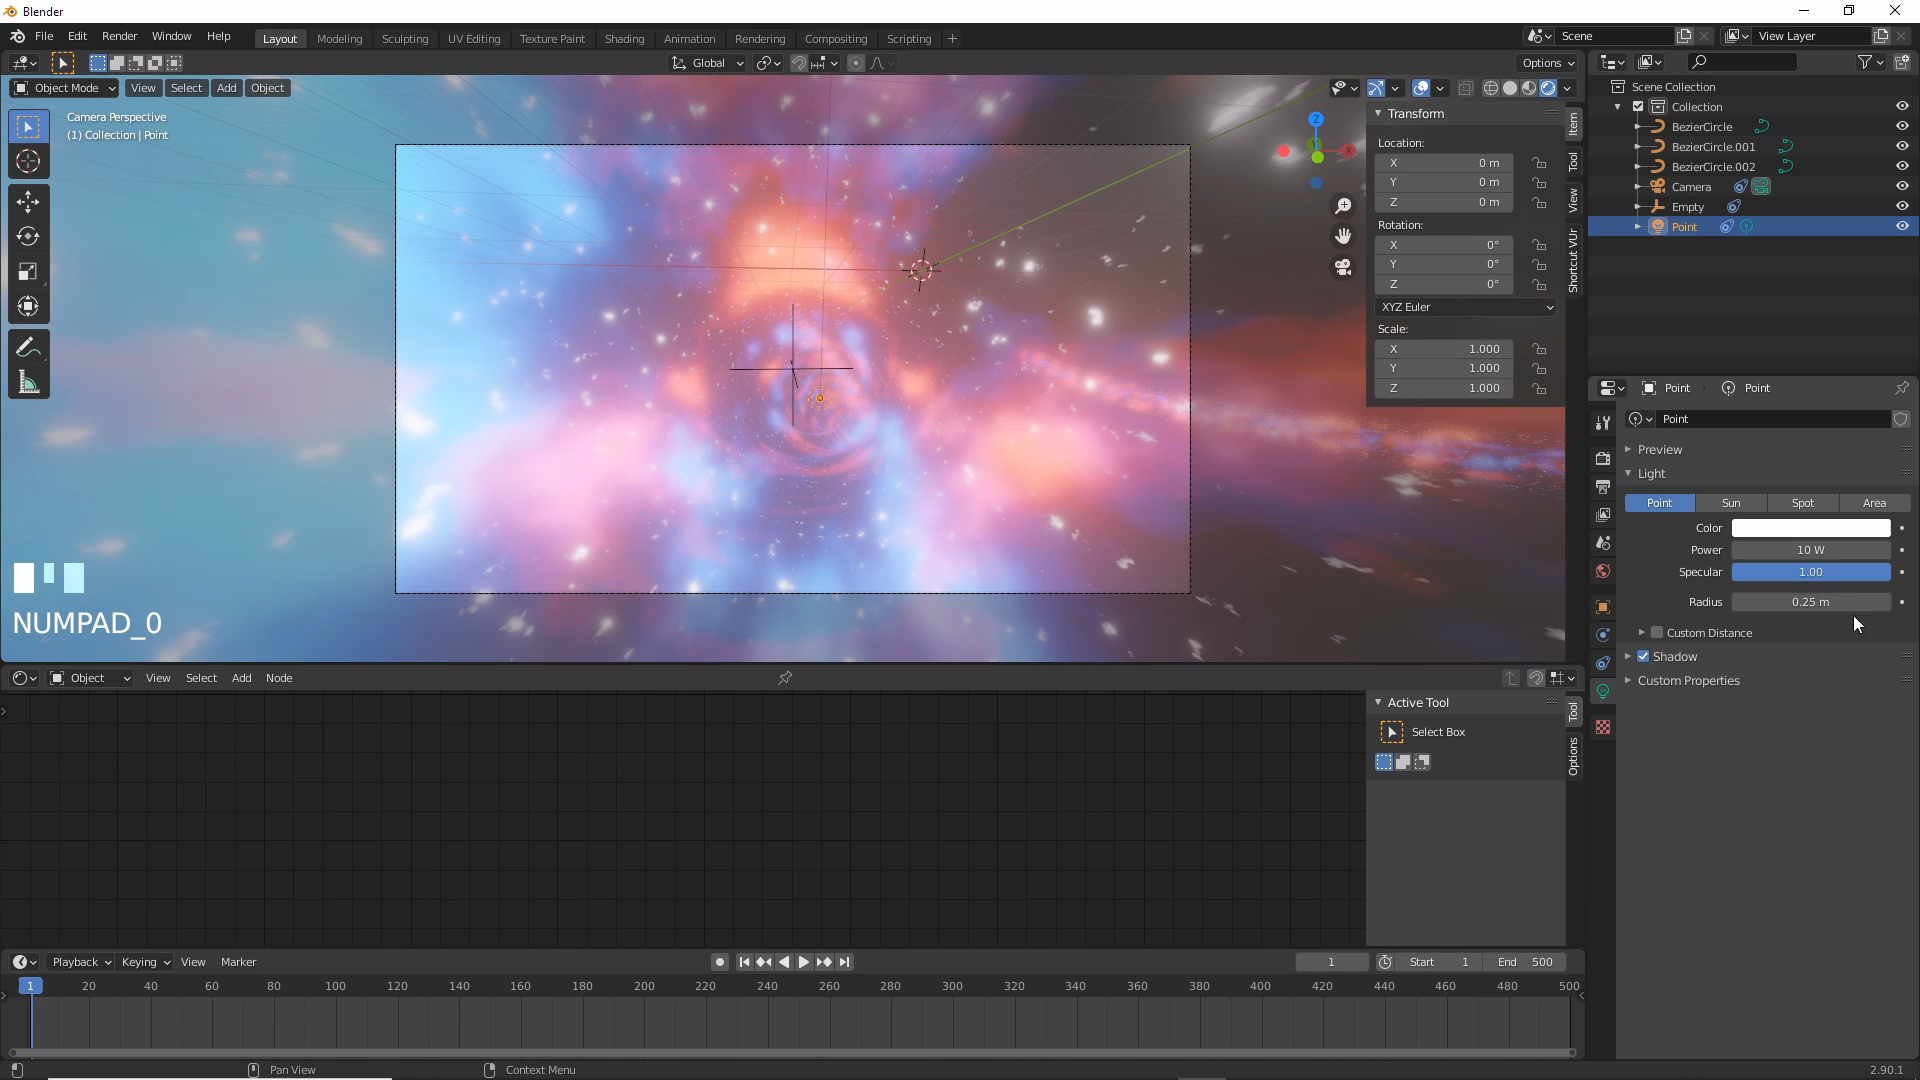 Blender
File Edit Render Window Help Layout Modeling Sculpting UV Editing Texture Paint Shading Animation Rendering Compositing Scripting + Scene View Layer
Global Options
Object Mode View Select Add Object
Camera Perspective
(1) Collection | Point
NUMPAD_0
Z
X
Transform
Location:
X 0 m
Y 0 m
Z 0 m
Rotation:
X 0°
Y 0°
Z 0°
XYZ Euler
Scale:
X 1.000
Y 1.000
Z 1.000
Item
Tool
View
Shortcut VUr
Scene Collection
Collection
BezierCircle
BezierCircle.001
BezierCircle.002
Camera
Empty
Point
Point Point
Point
Preview
Light
Point Sun Spot Area
Color
Power 10 W
Specular 1.00
Radius 0.25 m
Custom Distance
Shadow
Custom Properties
Object View Select Add Node
Active Tool
Select Box
Tool
Options
Playback Keying View Marker 1 Start 1 End 500
1 20 40 60 80 100 120 140 160 180 200 220 240 260 280 300 320 340 360 380 400 420 440 460 480 500
Pan View Context Menu 2.90.1